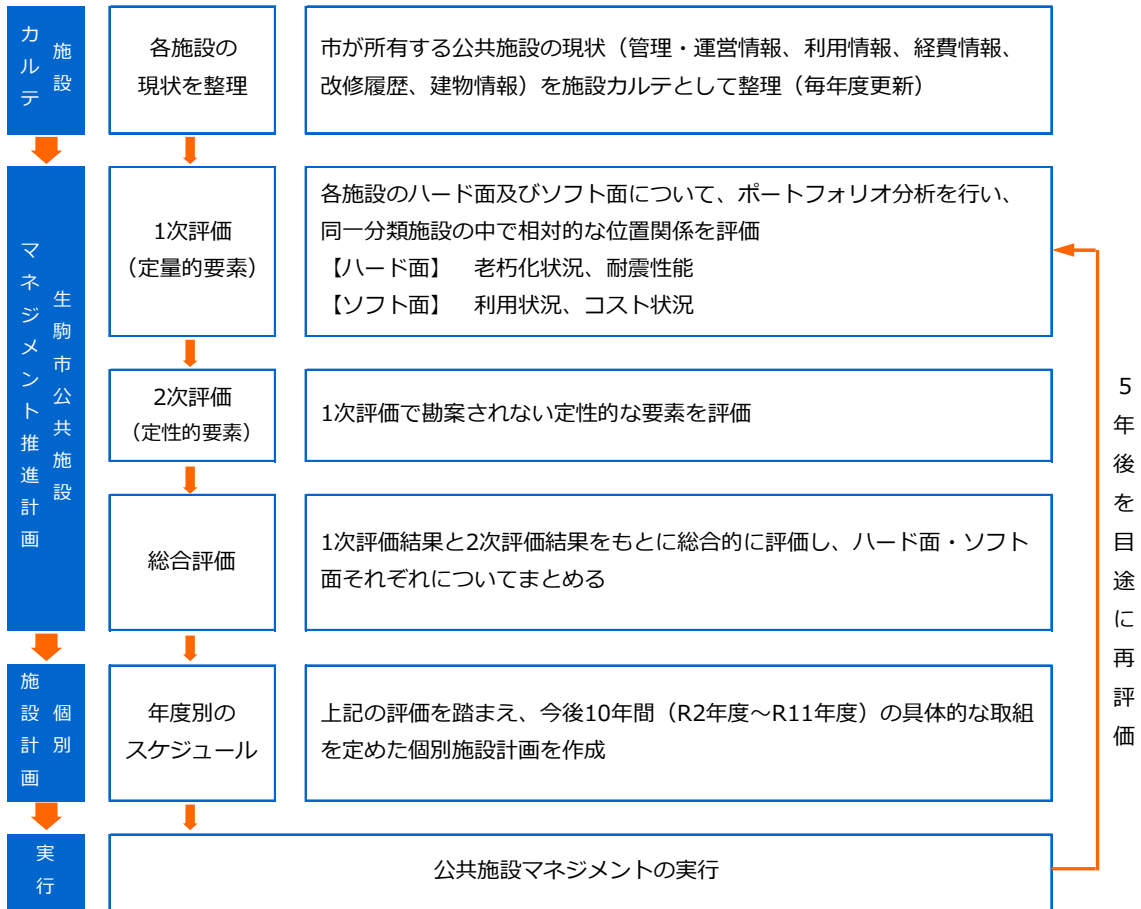 施設
カルテ
各施設の
現状を整理
市が所有する公共施設の現状（管理・運営情報、利用情報、経費情報、
改修履歴、建物情報）を施設カルテとして整理（毎年度更新）
生駒市公共施設
マネジメント推進計画
1次評価
（定量的要素）
各施設のハード面及びソフト面について、ポートフォリオ分析を行い、
同一分類施設の中で相対的な位置関係を評価
【ハード面】　老朽化状況、耐震性能
【ソフト面】　利用状況、コスト状況
2次評価
（定性的要素）
1次評価で勘案されない定性的な要素を評価
総合評価
1次評価結果と2次評価結果をもとに総合的に評価し、ハード面・ソフト
面それぞれについてまとめる
個別
施設計画
年度別の
スケジュール
上記の評価を踏まえ、今後10年間（R2年度～R11年度）の具体的な取組
を定めた個別施設計画を作成
実行
公共施設マネジメントの実行
5年後を目途に再評価